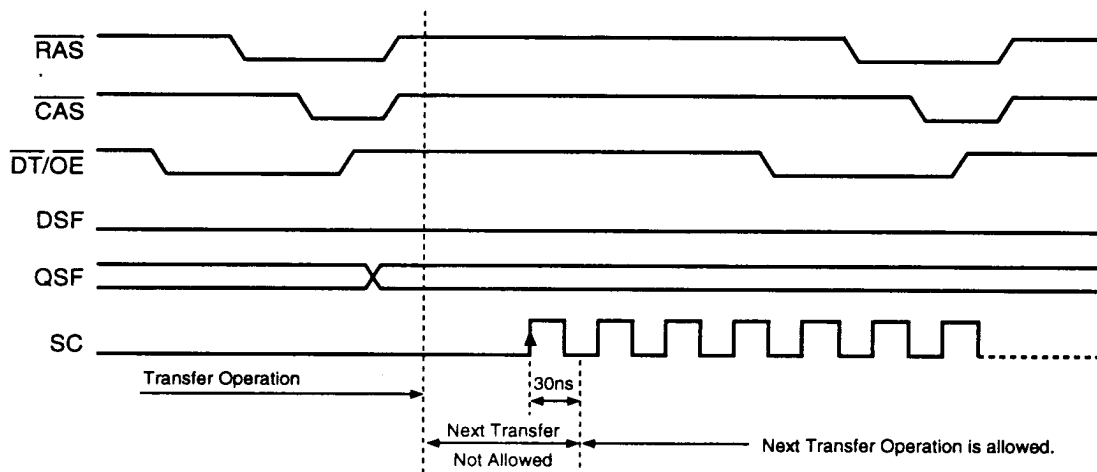 RAS
CAS
DT/OE
DSF
QSF
SC
Transfer Operation
30ns
Next Transfer
Not Allowed
Next Transfer Operation is allowed.